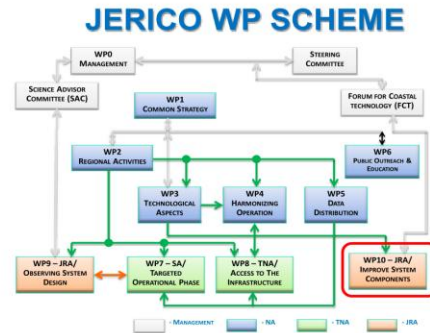 JERICO WP SCHEME
WP0
MANAGEMENT
STEERING
COMMITTEE
SCIENCE ADVISOR
COMMITTEE (SAC)
WP1
COMMON STRATEGY
FORUM FOR COASTAL
TECHNOLOGY (FCT)
WP2
REGIONAL ACTIVITIES
WP6
PUBLIC OUTREACH &
EDUCATION
WP3
TECHNOLOGICAL
ASPECTS
WP4
HARMONIZING
OPERATION
WP5
DATA
DISTRIBUTION
WP9 – JRA/
OBSERVING SYSTEM
DESIGN
WP7 – SA/
TARGETED
OPERATIONAL PHASE
WP8 – TNA/
ACCESS TO THE
INFRASTRUCTURE
WP10 – JRA/
IMPROVE SYSTEM
COMPONENTS
- MANAGEMENT
- NA
- TNA
- JRA